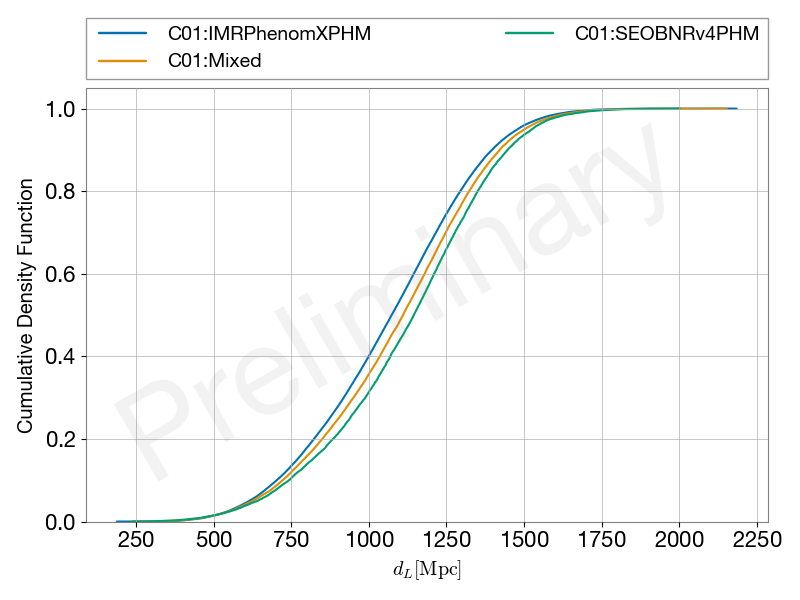 C01:IMRPhenomXPHM
C01:Mixed
C01:SEOBNRv4PHM
1.0
0.8
0.6
0.4
0.2
0.0
Cumulative Density Function
Preliminary
250 500 750 1000 1250 1500 1750 2000 2250
d_L [Mpc]